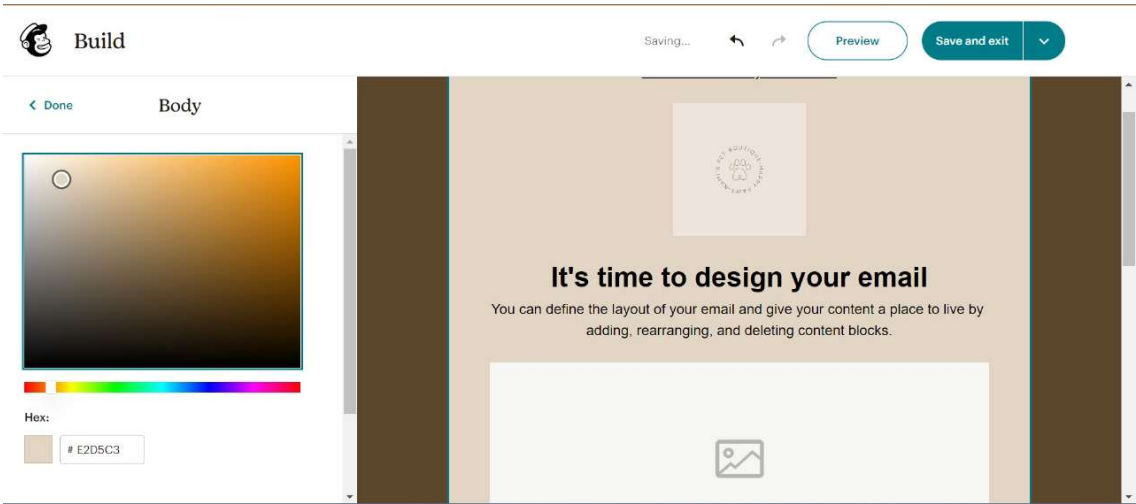 Build
Saving...
Preview
Save and exit
Done
Body
Hex:
# E2D5C3
It's time to design your email
You can define the layout of your email and give your content a place to live by
adding, rearranging, and deleting content blocks.